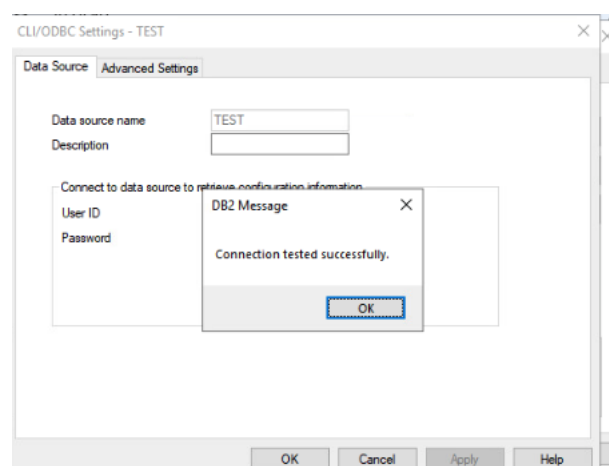 CLI/ODBC Settings - TEST
Data Source Advanced Settings
Data source name TEST
Description
Connect to data source to retrieve configuration information
User ID
Password
DB2 Message
Connection tested successfully.
OK
OK Cancel Apply Help